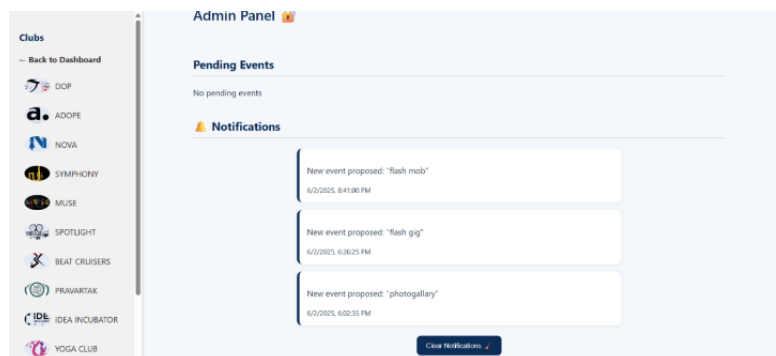 Admin Panel 🔐
Clubs
← Back to Dashboard
DOP
ADOPE
NOVA
SYMPHONY
MUSE
SPOTLIGHT
BEAT CRUISERS
PRAVARTAK
IDEA INCUBATOR
YOGA CLUB
Pending Events
No pending events
🔔 Notifications
New event proposed: "flash mob"
6/2/2025, 8:41:00 PM
New event proposed: "flash gig"
6/2/2025, 6:26:25 PM
New event proposed: "photogallary"
6/2/2025, 6:02:35 PM
Clear Notifications 🧹